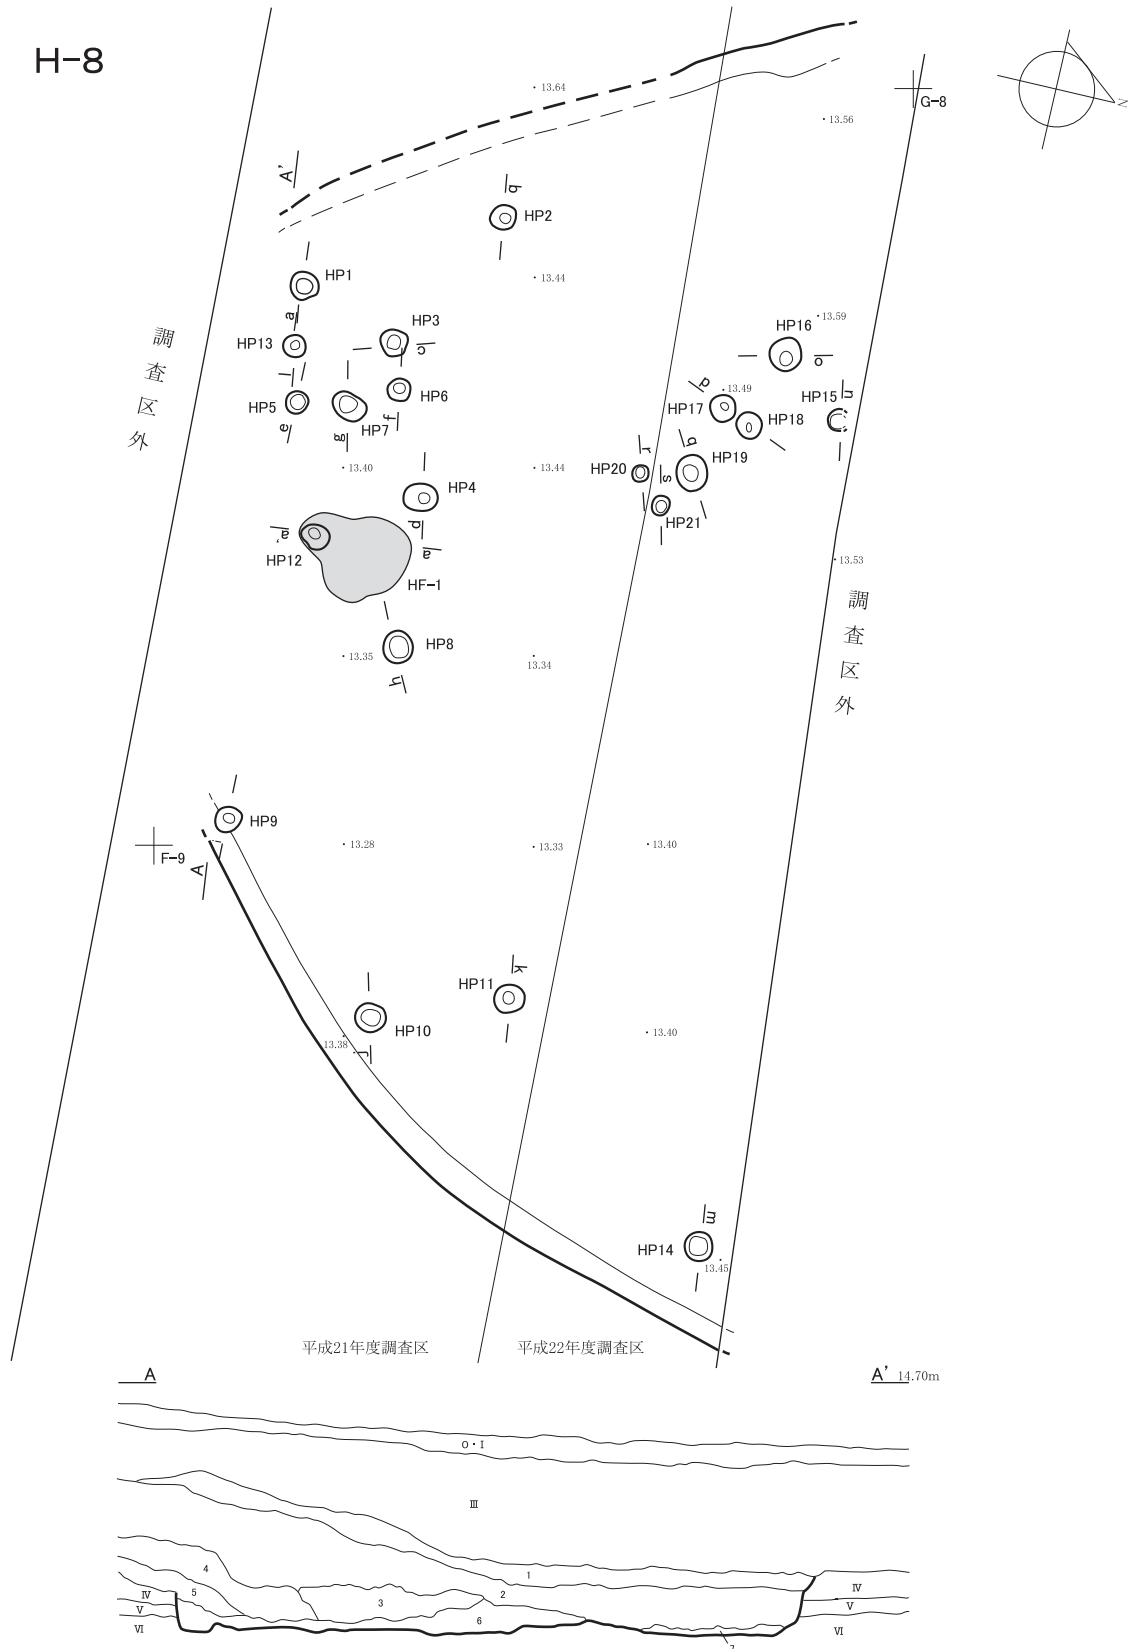 H-8
13.64
G-8
N
13.56
A'
b
HP2
HP1
13.44
a
調査区外
HP13
HP3
c
HP16
13.59
o
l
HP5
e
HP7
g
HP6
f
p
13.49
HP17
HP18
HP15
n
13.40
13.44
HP4
d
r
HP20
s
q
HP19
HP21
a'
HP12
a
HF-1
13.53
調査区外
HP8
h
13.35
13.34
HP9
F-9
A
i
13.28
13.33
13.40
HP11
k
HP10
j
13.38
13.40
m
HP14
13.45
平成21年度調査区
平成22年度調査区
A
A' 14.70m
O・I
III
4
1
5
3
2
6
IV
V
VI
IV
V
VI
7